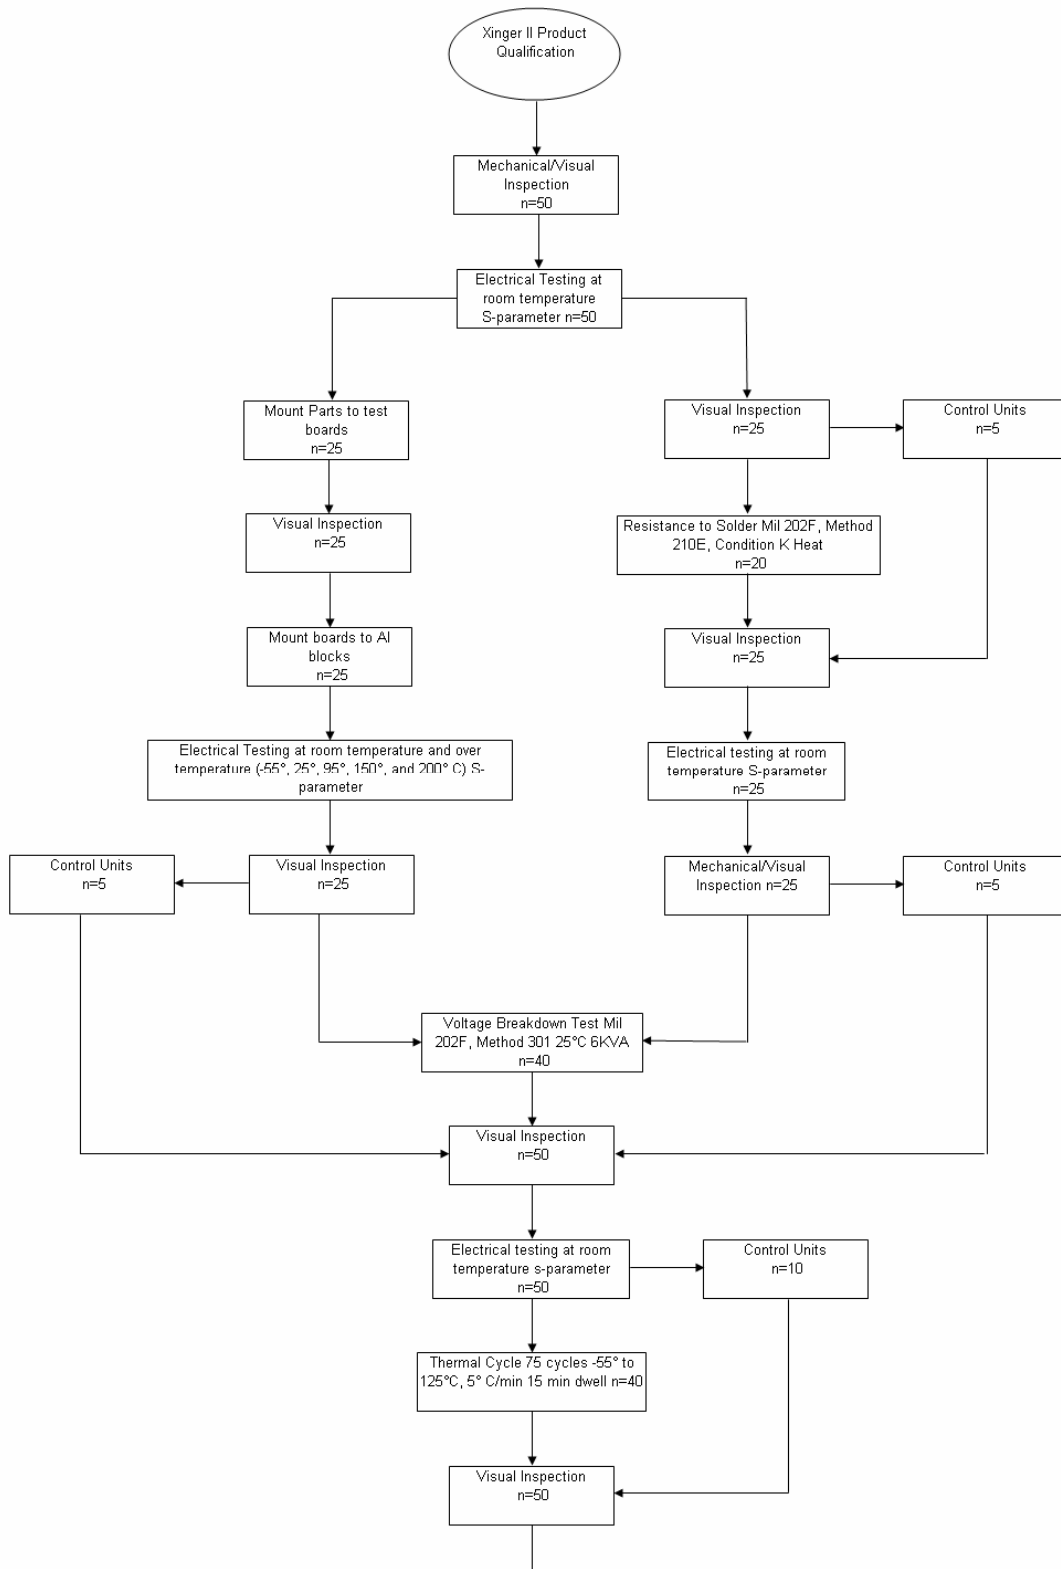 Xinger II Product
Qualification
Mechanical/Visual
Inspection
n=50
Electrical Testing at
room temperature
S-parameter n=50
Mount Parts to test
boards
n=25
Visual Inspection
n=25
Control Units
n=5
Visual Inspection
n=25
Resistance to Solder Mil 202F, Method
210E, Condition K Heat
n=20
Mount boards to Al
blocks
n=25
Visual Inspection
n=25
Electrical Testing at room temperature and over
temperature (-55°, 25°, 95°, 150°, and 200° C) S-
parameter
Electrical testing at room
temperature S-parameter
n=25
Control Units
n=5
Visual Inspection
n=25
Mechanical/Visual
Inspection n=25
Control Units
n=5
Voltage Breakdown Test Mil
202F, Method 301 25°C 6KVA
n=40
Visual Inspection
n=50
Electrical testing at room
temperature s-parameter
n=50
Control Units
n=10
Thermal Cycle 75 cycles -55° to
125°C, 5° C/min 15 min dwell n=40
Visual Inspection
n=50